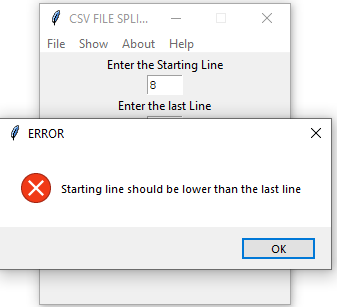 CSV FILE SPLI...
File Show About Help
Enter the Starting Line
8
Enter the last Line
ERROR
Starting line should be lower than the last line
OK